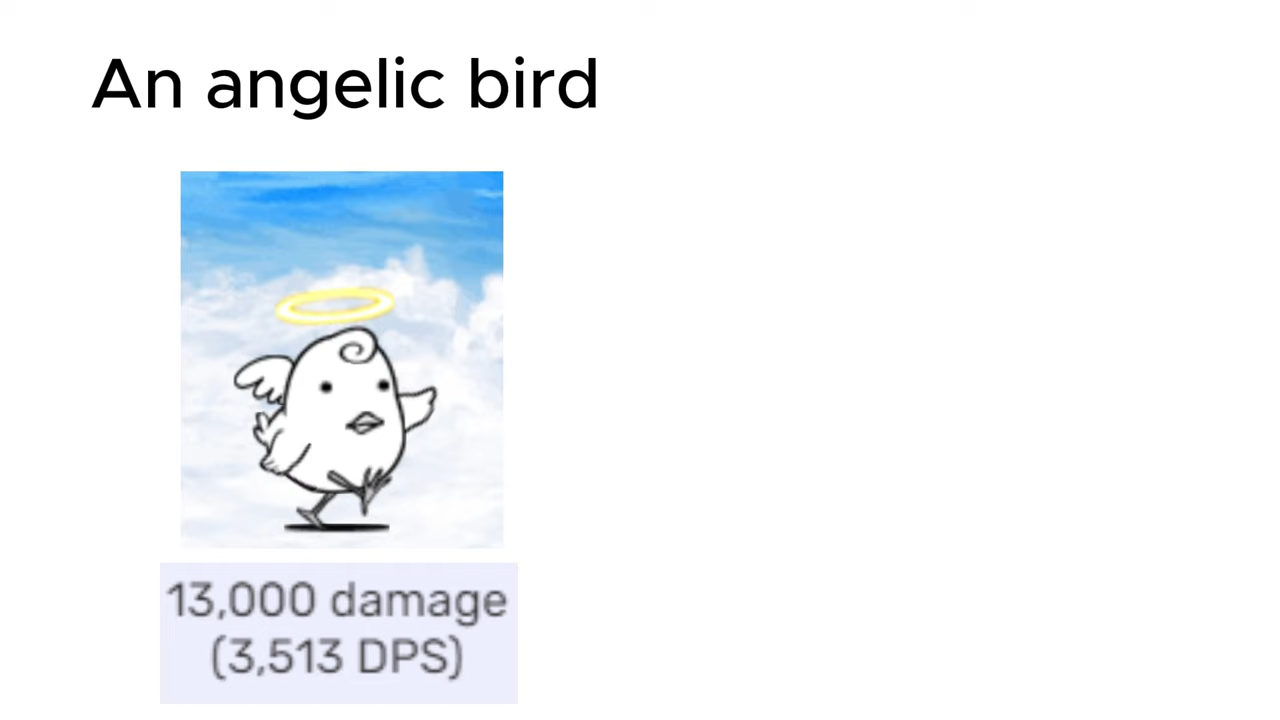 An angelic bird
13,000 damage
(3,513 DPS)